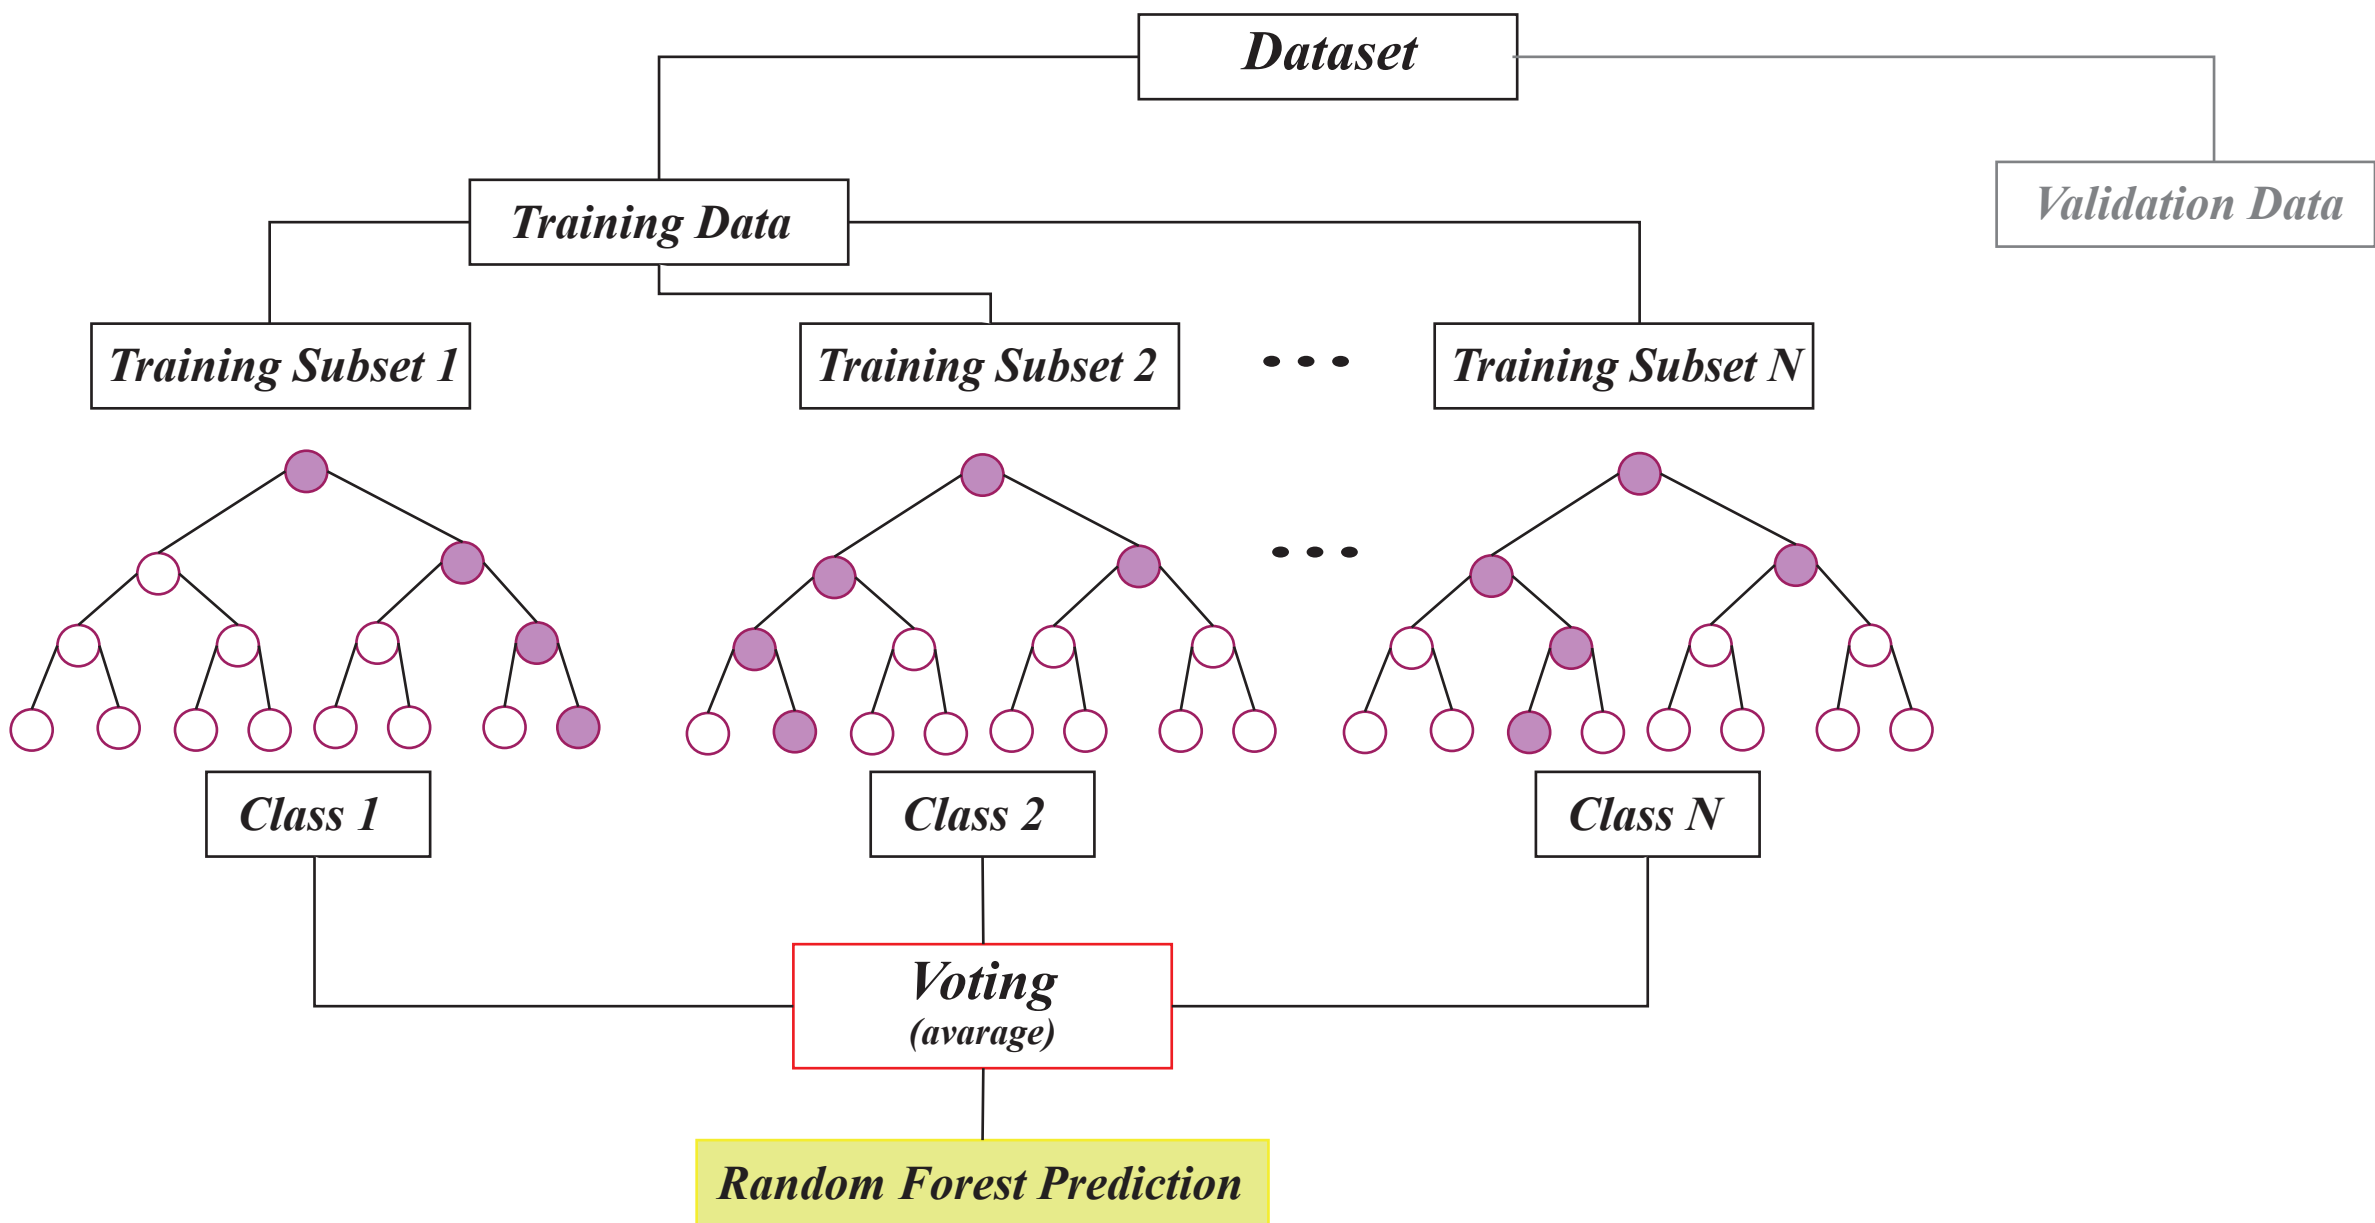 Dataset
Training Data
Validation Data
Training Subset 1
Training Subset 2
Training Subset N
Class 1
Class 2
Class N
Voting
(avarage)
Random Forest Prediction